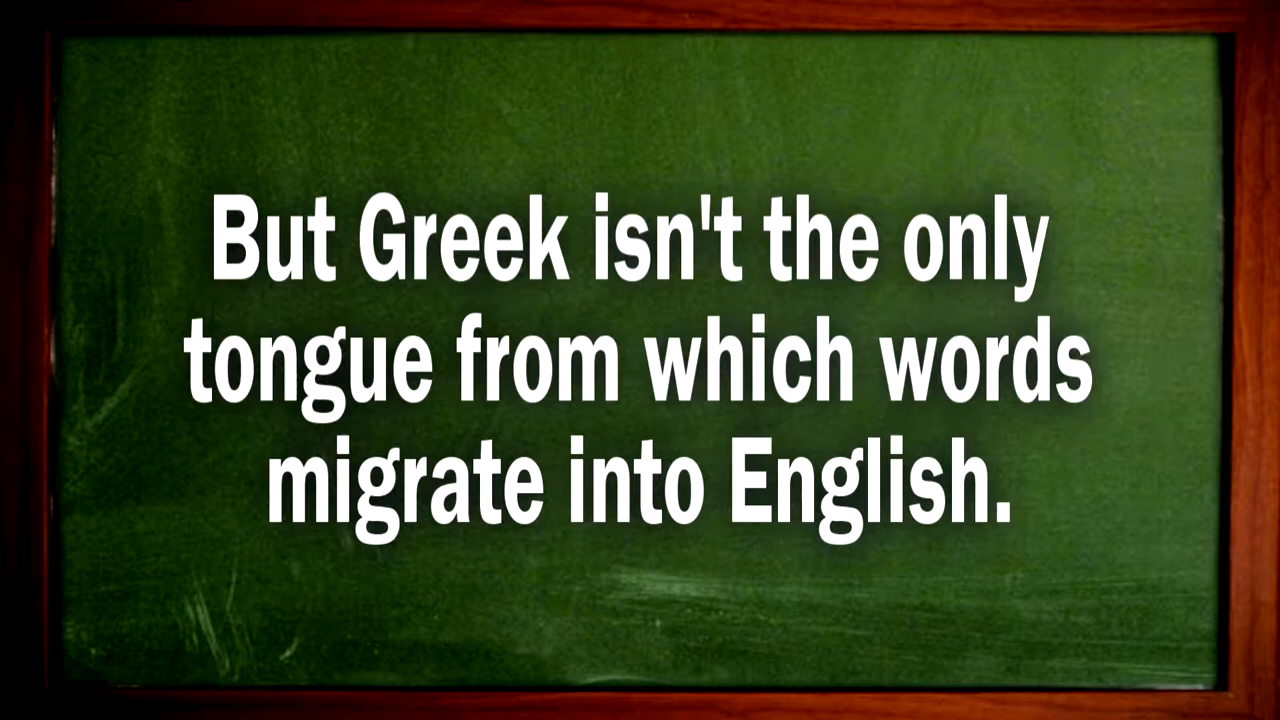 But Greek isn't the only
tongue from which words
migrate into English.